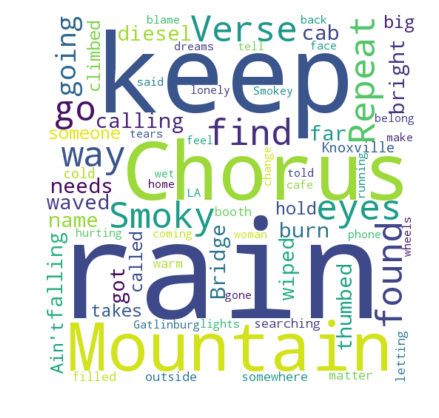 blame
back
big
diesel
Verse
cab
going
climbed
dreams
tell
face
keep
said
lonely
Smokey
bright
Repeat
go
calling
find
far
belong
someone
tears
feel
Knoxville
make
way
Chorus
change
running
cold
wet
home
LA
told
cafe
needs
waved
name
Smoky
booth
hold
eyes
burn
phone
wheels
hurting
coming
woman
rain
found
Ain't
falling
got
called
Bridge
warm
gone
wiped
thumbed
takes
Gatlinburg
lights
searching
Mountain
letting
filled
outside
somewhere
matter